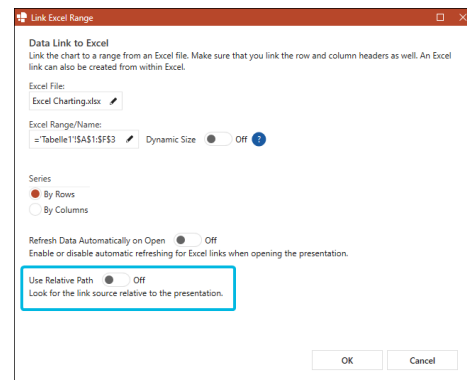 Link Excel Range
Data Link to Excel
Link the chart to a range from an Excel file. Make sure that you link the row and column headers as well. An Excel
link can also be created from within Excel.
Excel File:
Excel Charting.xlsx
Excel Range/Name:
='Tabelle1'!$A$1:$F$3 Dynamic Size Off ?
Series
By Rows
By Columns
Refresh Data Automatically on Open Off
Enable or disable automatic refreshing for Excel links when opening the presentation.
Use Relative Path Off
Look for the link source relative to the presentation.
OK Cancel